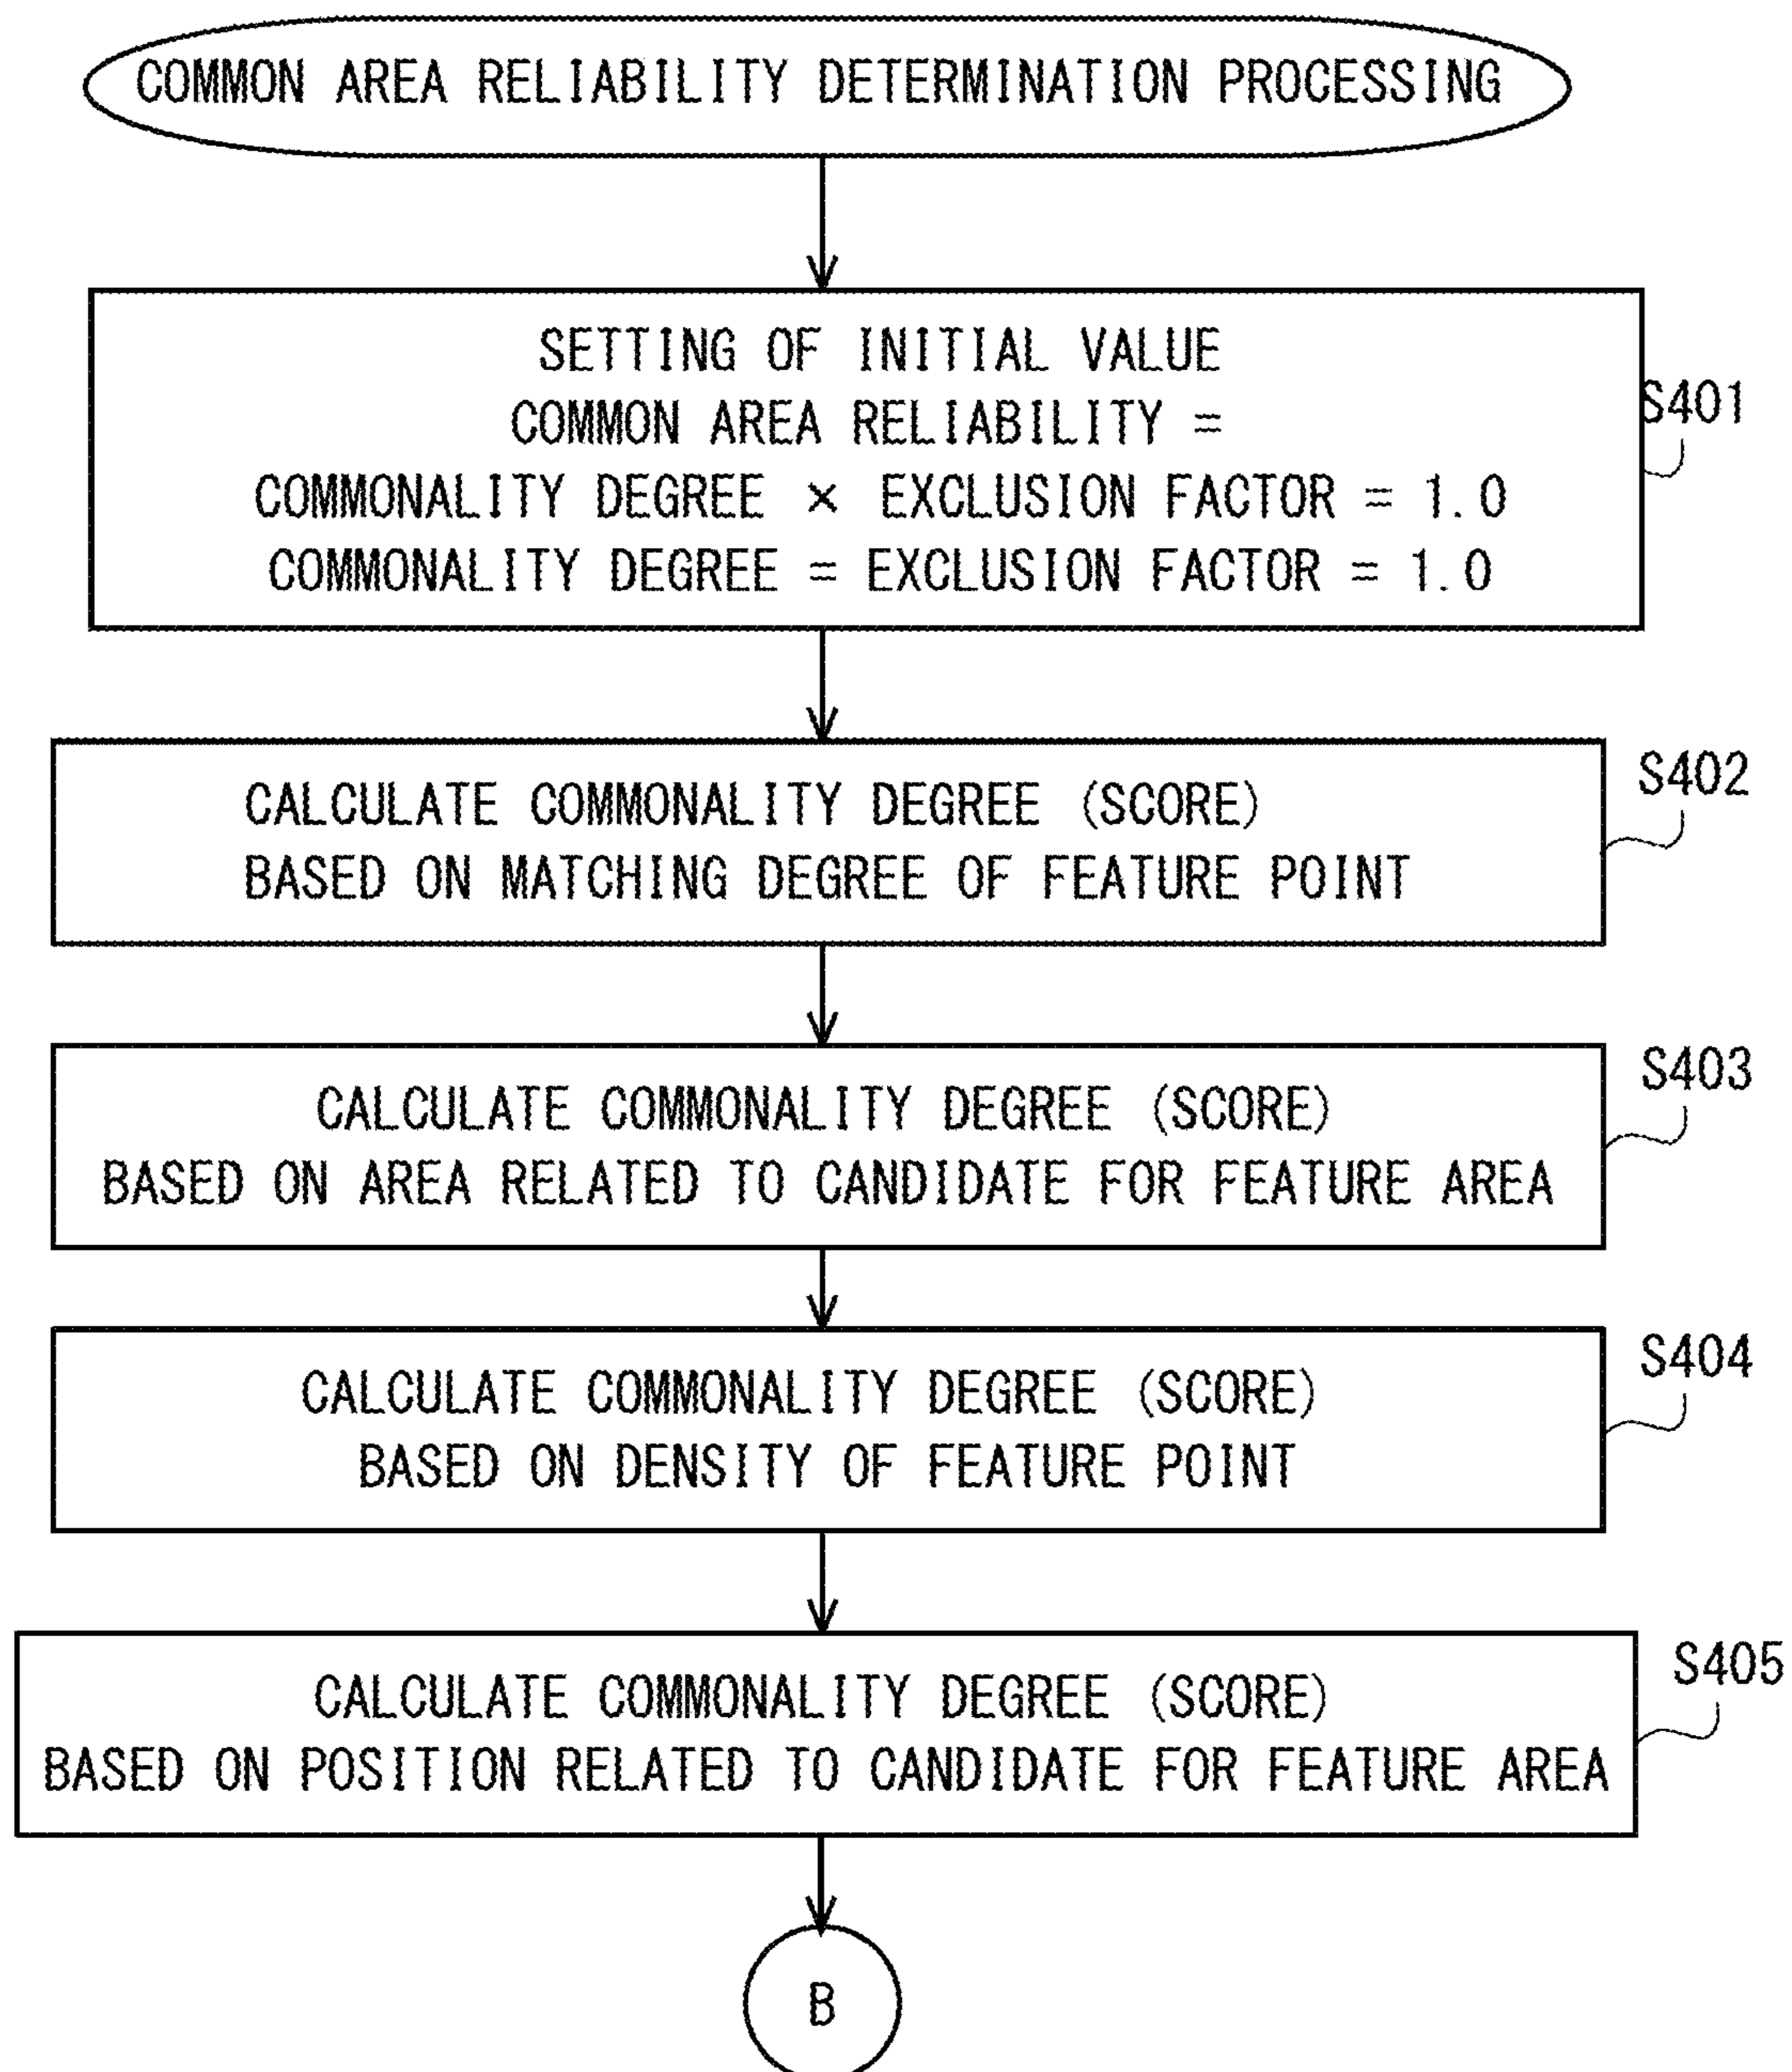 COMMON AREA RELIABILITY DETERMINATION PROCESSING
SETTING OF INITIAL VALUE
COMMON AREA RELIABILITY =
COMMONALITY DEGREE × EXCLUSION FACTOR = 1.0
COMMONALITY DEGREE = EXCLUSION FACTOR = 1.0
S401
CALCULATE COMMONALITY DEGREE (SCORE)
BASED ON MATCHING DEGREE OF FEATURE POINT
S402
CALCULATE COMMONALITY DEGREE (SCORE)
BASED ON AREA RELATED TO CANDIDATE FOR FEATURE AREA
S403
CALCULATE COMMONALITY DEGREE (SCORE)
BASED ON DENSITY OF FEATURE POINT
S404
CALCULATE COMMONALITY DEGREE (SCORE)
BASED ON POSITION RELATED TO CANDIDATE FOR FEATURE AREA
S405
B